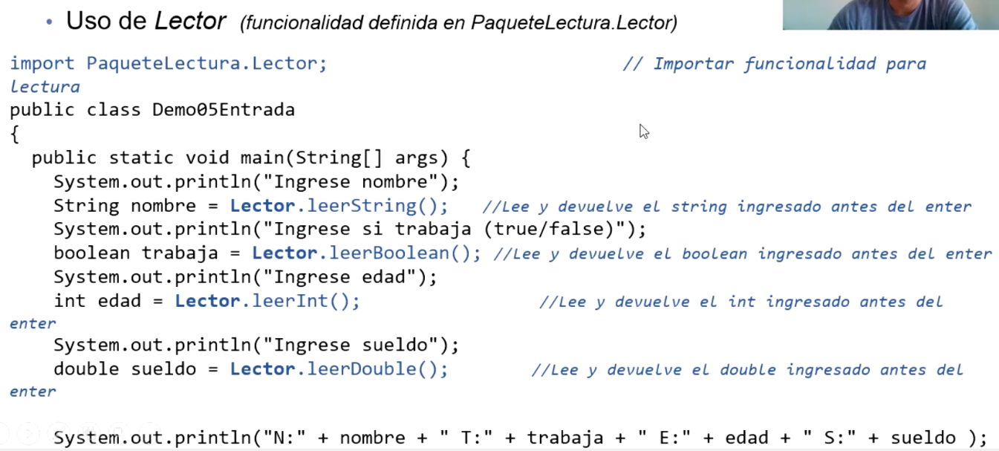 • Uso de Lector (funcionalidad definida en PaqueteLectura.Lector)
import PaqueteLectura.Lector; // Importar funcionalidad para
lectura
public class Demo05Entrada
{
public static void main(String[] args) {
System.out.println("Ingrese nombre");
String nombre = Lector.leerString(); //Lee y devuelve el string ingresado antes del enter
System.out.println("Ingrese si trabaja (true/false)");
boolean trabaja = Lector.leerBoolean(); //Lee y devuelve el boolean ingresado antes del enter
System.out.println("Ingrese edad");
int edad = Lector.leerInt(); //Lee y devuelve el int ingresado antes del
enter
System.out.println("Ingrese sueldo");
double sueldo = Lector.leerDouble(); //Lee y devuelve el double ingresado antes del
enter
System.out.println("N:" + nombre + " T:" + trabaja + " E:" + edad + " S:" + sueldo );